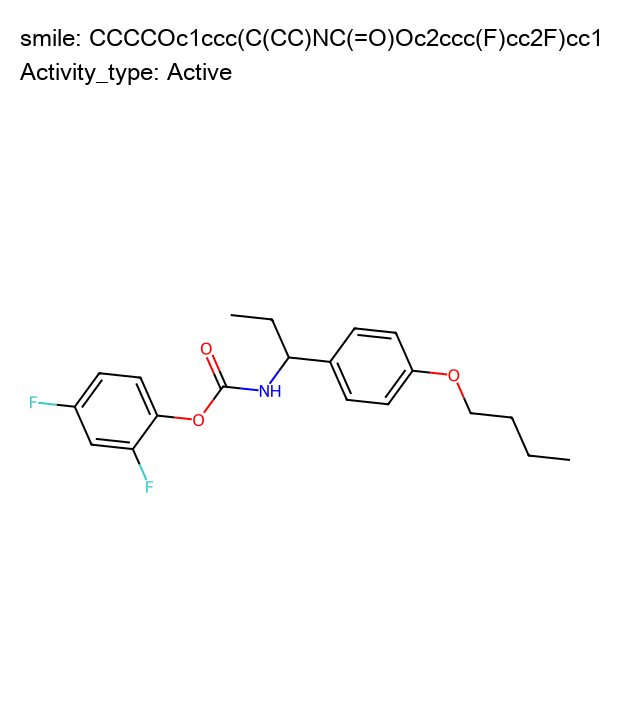 smile: CCCCOc1ccc(C(CC)NC(=O)Oc2ccc(F)cc2F)cc1
Activity_type: Active
O
F
NH
O
O
F